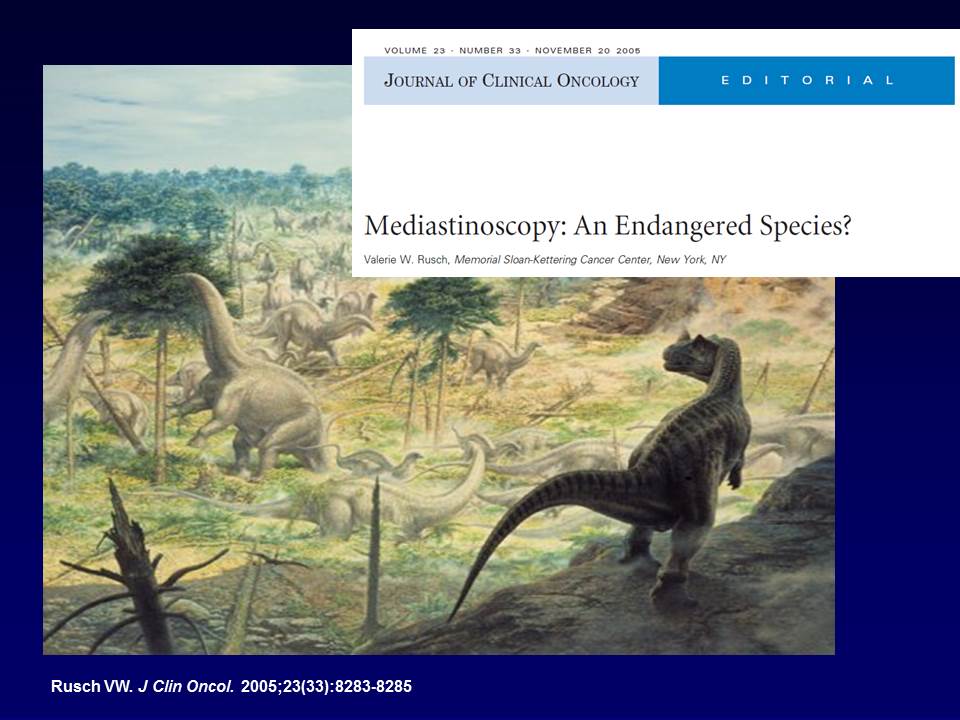 VOLUME 23 · NUMBER 33 · NOVEMBER 20 2005
JOURNAL OF CLINICAL ONCOLOGY
EDITORIAL
Mediastinoscopy: An Endangered Species?
Valerie W. Rusch, Memorial Sloan-Kettering Cancer Center, New York, NY
Rusch VW. J Clin Oncol. 2005;23(33):8283-8285